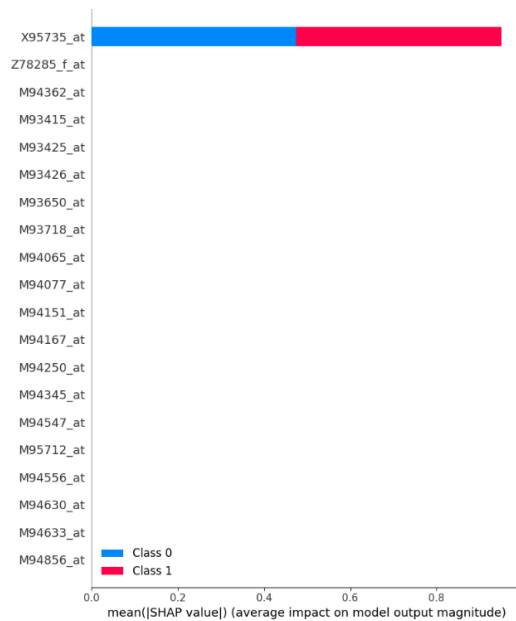 X95735_at
Z78285_f_at
M94362_at
M93415_at
M93425_at
M93426_at
M93650_at
M93718_at
M94065_at
M94077_at
M94151_at
M94167_at
M94250_at
M94345_at
M94547_at
M95712_at
M94556_at
M94630_at
M94633_at
M94856_at
Class 0
Class 1
0.0 0.2 0.4 0.6 0.8
mean(|SHAP value|) (average impact on model output magnitude)